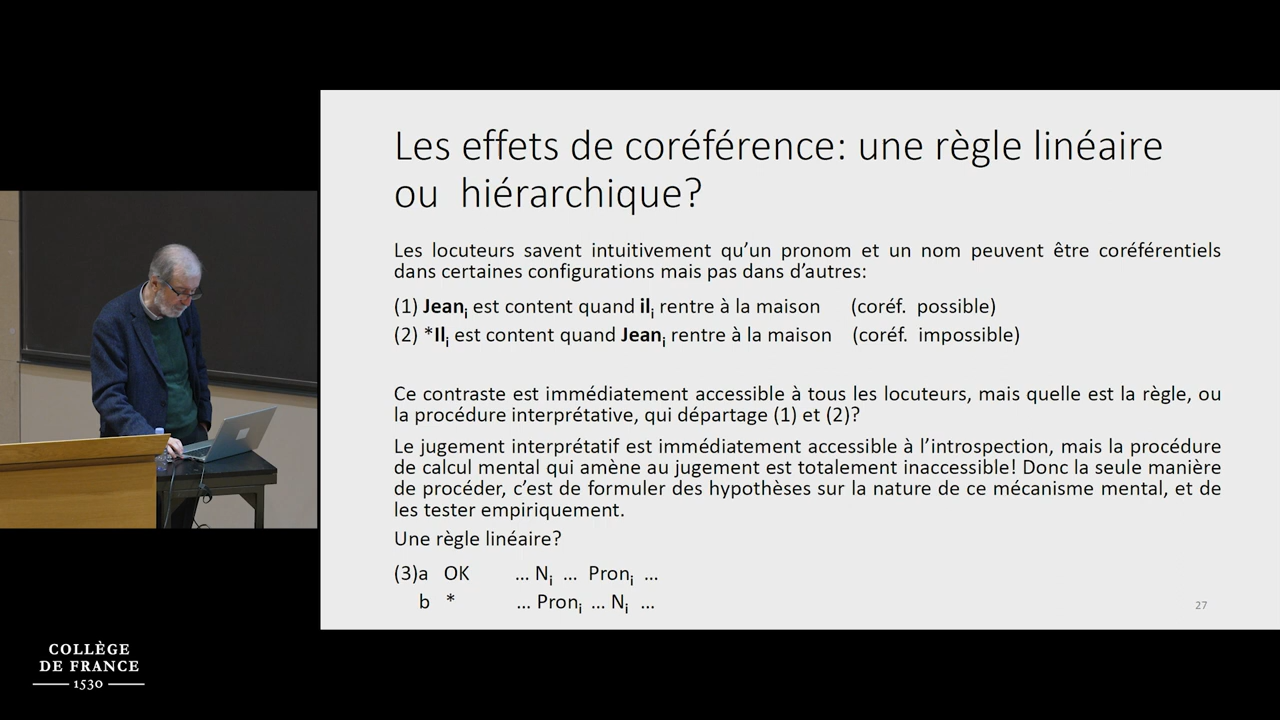 Les effets de coréférence: une règle linéaire
ou hiérarchique?
Les locuteurs savent intuitivement qu’un pronom et un nom peuvent être coréférentiels
dans certaines configurations mais pas dans d’autres:
(1) Jeanᵢ est content quand ilᵢ rentre à la maison (coréf. possible)
(2) *Ilᵢ est content quand Jeanᵢ rentre à la maison (coréf. impossible)
Ce contraste est immédiatement accessible à tous les locuteurs, mais quelle est la règle, ou
la procédure interprétative, qui départage (1) et (2)?
Le jugement interprétatif est immédiatement accessible à l’introspection, mais la procédure
de calcul mental qui amène au jugement est totalement inaccessible! Donc la seule manière
de procéder, c’est de formuler des hypothèses sur la nature de ce mécanisme mental, et de
les tester empiriquement.
Une règle linéaire?
(3)a OK … Nᵢ … Pronᵢ …
b * … Pronᵢ … Nᵢ …
27
COLLÈGE
DE FRANCE
1530